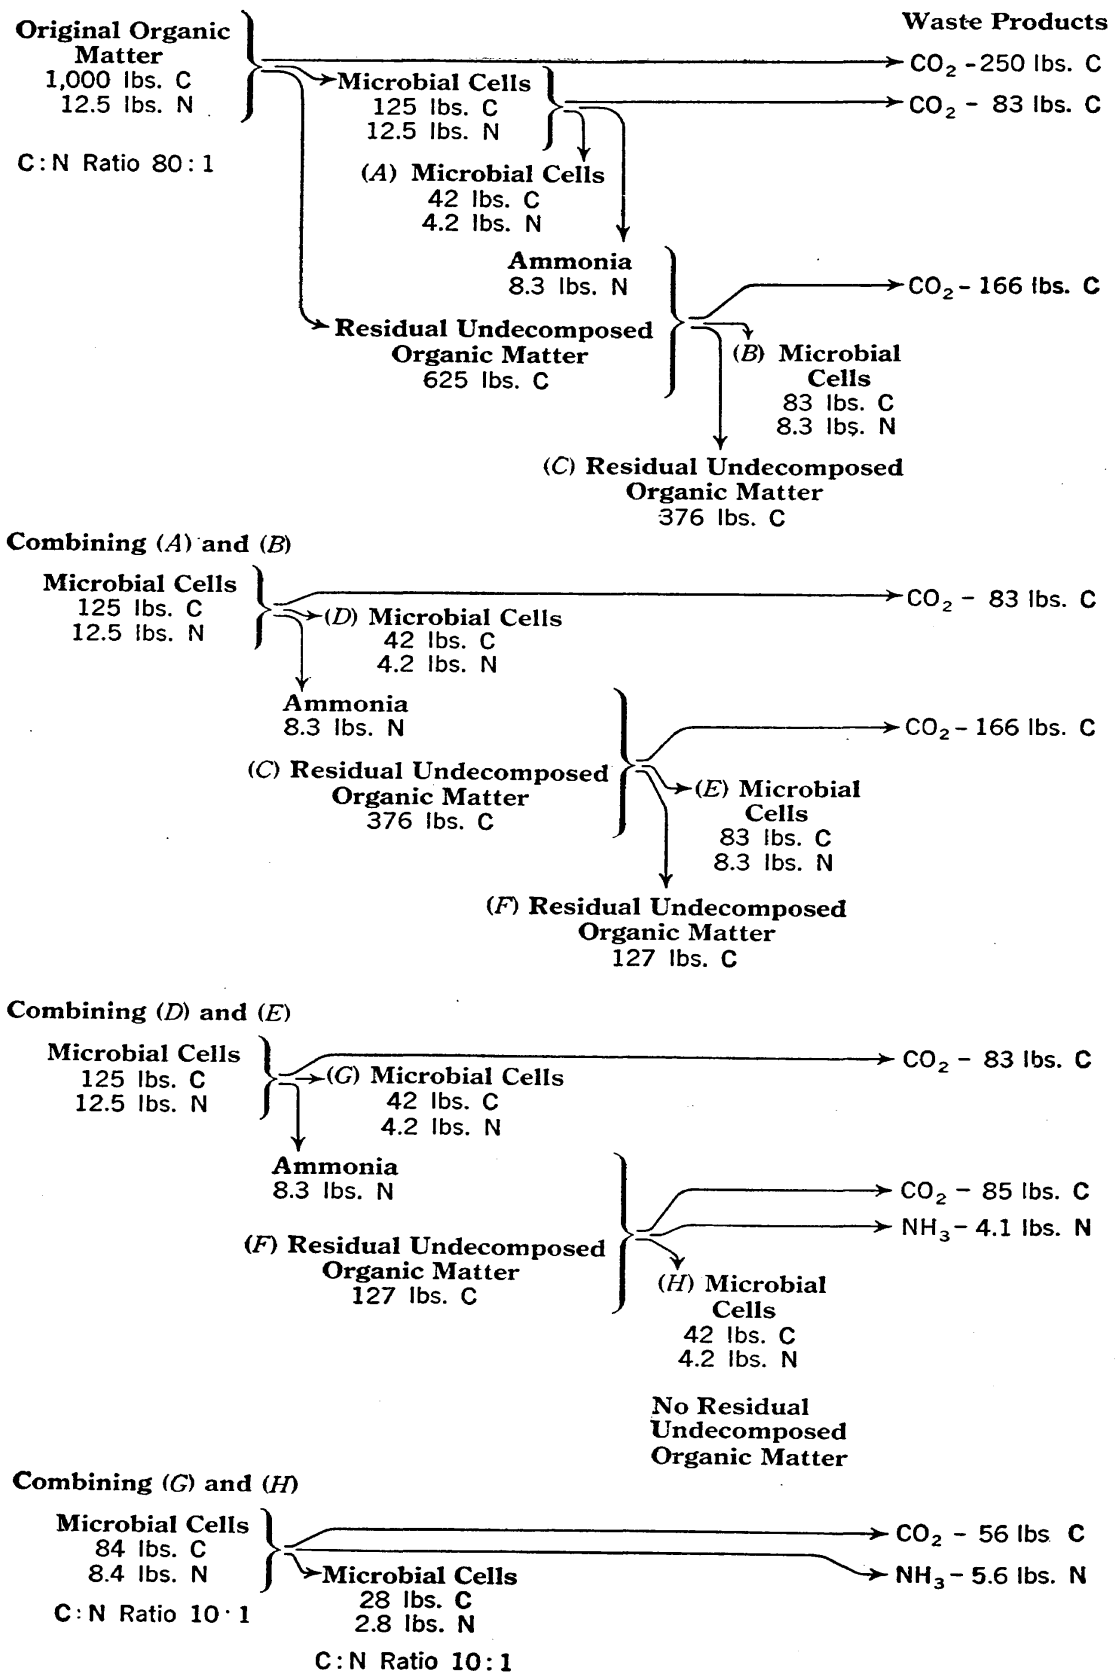 Waste Products
Original Organic
Matter
1,000 lbs. C
12.5 lbs. N
C:N Ratio 80:1
CO₂ - 250 lbs. C
Microbial Cells
125 lbs. C
12.5 lbs. N
CO₂ - 83 lbs. C
(A) Microbial Cells
42 lbs. C
4.2 lbs. N
Ammonia
8.3 lbs. N
CO₂ - 166 lbs. C
Residual Undecomposed
Organic Matter
625 lbs. C
(B) Microbial
Cells
83 lbs. C
8.3 lbs. N
(C) Residual Undecomposed
Organic Matter
376 lbs. C
Combining (A) and (B)
Microbial Cells
125 lbs. C
12.5 lbs. N
CO₂ - 83 lbs. C
(D) Microbial Cells
42 lbs. C
4.2 lbs. N
Ammonia
8.3 lbs. N
CO₂ - 166 lbs. C
(C) Residual Undecomposed
Organic Matter
376 lbs. C
(E) Microbial
Cells
83 lbs. C
8.3 lbs. N
(F) Residual Undecomposed
Organic Matter
127 lbs. C
Combining (D) and (E)
Microbial Cells
125 lbs. C
12.5 lbs. N
CO₂ - 83 lbs. C
(G) Microbial Cells
42 lbs. C
4.2 lbs. N
Ammonia
8.3 lbs. N
CO₂ - 85 lbs. C
NH₃ - 4.1 lbs. N
(F) Residual Undecomposed
Organic Matter
127 lbs. C
(H) Microbial
Cells
42 lbs. C
4.2 lbs. N
No Residual
Undecomposed
Organic Matter
Combining (G) and (H)
Microbial Cells
84 lbs. C
8.4 lbs. N
C:N Ratio 10·1
CO₂ - 56 lbs C
NH₃ - 5.6 lbs. N
Microbial Cells
28 lbs. C
2.8 lbs. N
C:N Ratio 10:1